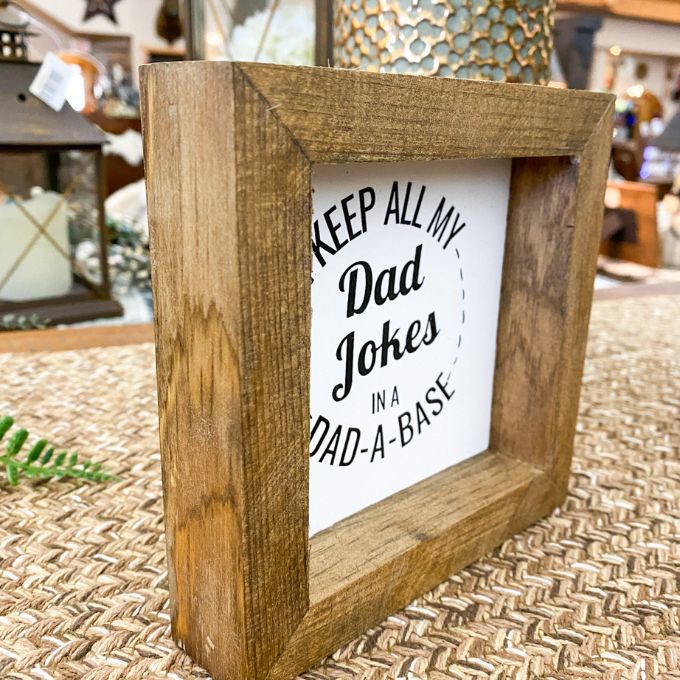 KEEP ALL MY
Dad
Jokes
IN A
DAD-A-BASE